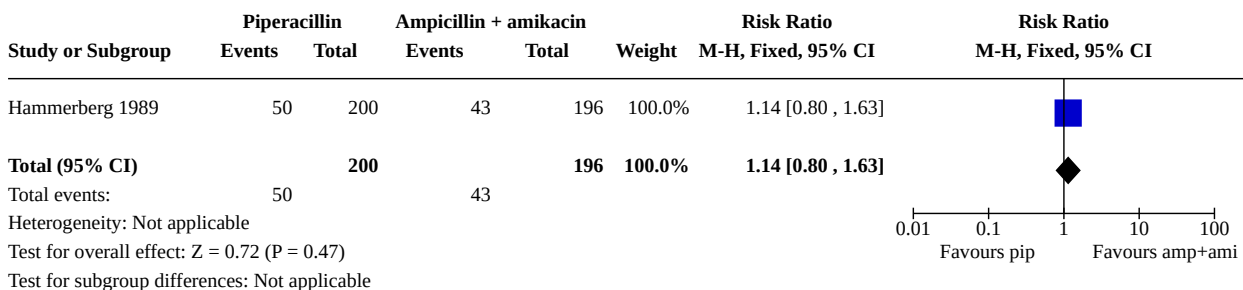 Piperacillin Ampicillin + amikacin Risk Ratio Risk Ratio
Study or Subgroup Events Total Events Total Weight M-H, Fixed, 95% CI M-H, Fixed, 95% CI
Hammerberg 1989 50 200 43 196 100.0% 1.14 [0.80 , 1.63]
Total (95% CI) 200 196 100.0% 1.14 [0.80 , 1.63]
Total events: 50 43
Heterogeneity: Not applicable
0.01 0.1 1 10 100
Test for overall effect: Z = 0.72 (P = 0.47)
Favours pip Favours amp+ami
Test for subgroup differences: Not applicable